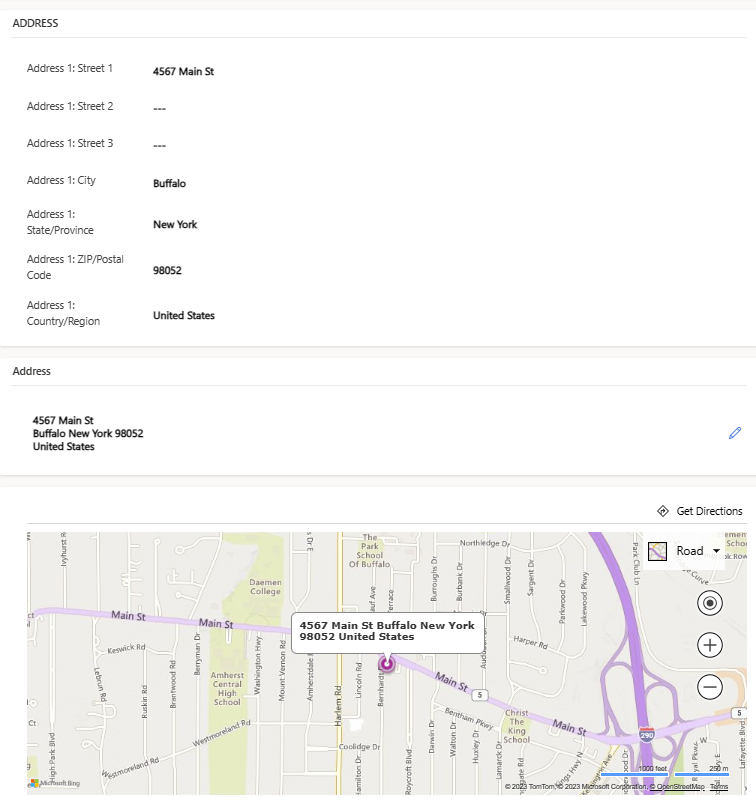 ADDRESS
Address 1: Street 1
4567 Main St
Address 1: Street 2
---
Address 1: Street 3
---
Address 1: City
Buffalo
Address 1:
State/Province
New York
Address 1: ZIP/Postal
Code
98052
Address 1:
Country/Region
United States
Address
4567 Main St
Buffalo New York 98052
United States
Get Directions
Road
The
Park
School
Of Buffalo
Northledge Dr
Daemen
College
Burroughs Dr
Burbank Dr
Smallwood Dr
Sargent Dr
Parkwood Dr
Lakewood Pkwy
Park Club Ln
Main St
Main St
4567 Main St Buffalo New York
98052 United States
Keswick Rd
Lebrun Rd
Ruskin Rd
Brantwood Rd
Berryman Dr
Washington Hwy
Mount Vernon Rd
Harlem Rd
Lincoln Rd
Harper Rd
Amherst
Central
High
School
Main St
5
Bentham Pkwy
Christ
The King
School
Main St
5
290
Westmoreland Rd
Westmoreland Rd
Coolidge Dr
Hamilton Dr
Roycroft Blvd
Darwin Dr
Walton Dr
Huxley Dr
Lamarck Dr
High Park Blvd
Lafayette Blvd
Microsoft Bing
1000 feet
250 m
© 2023 TomTom, © 2023 Microsoft Corporation, © OpenStreetMap Terms